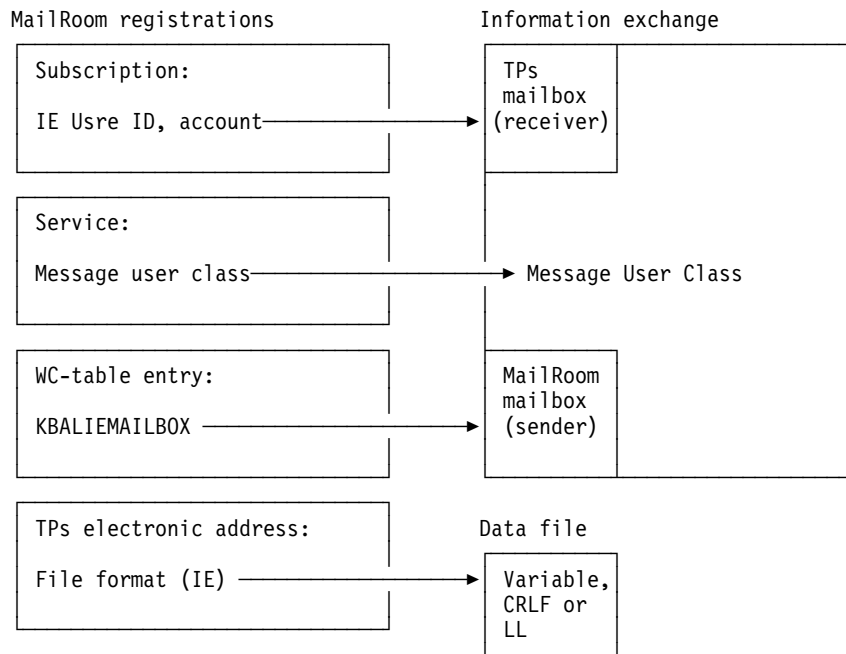 MailRoom registrations
Information exchange
Subscription:
IE Usre ID, account
TPs
mailbox
(receiver)
Service:
Message user class
Message User Class
WC-table entry:
KBALIEMAILBOX
MailRoom
mailbox
(sender)
TPs electronic address:
File format (IE)
Data file
Variable,
CRLF or
LL